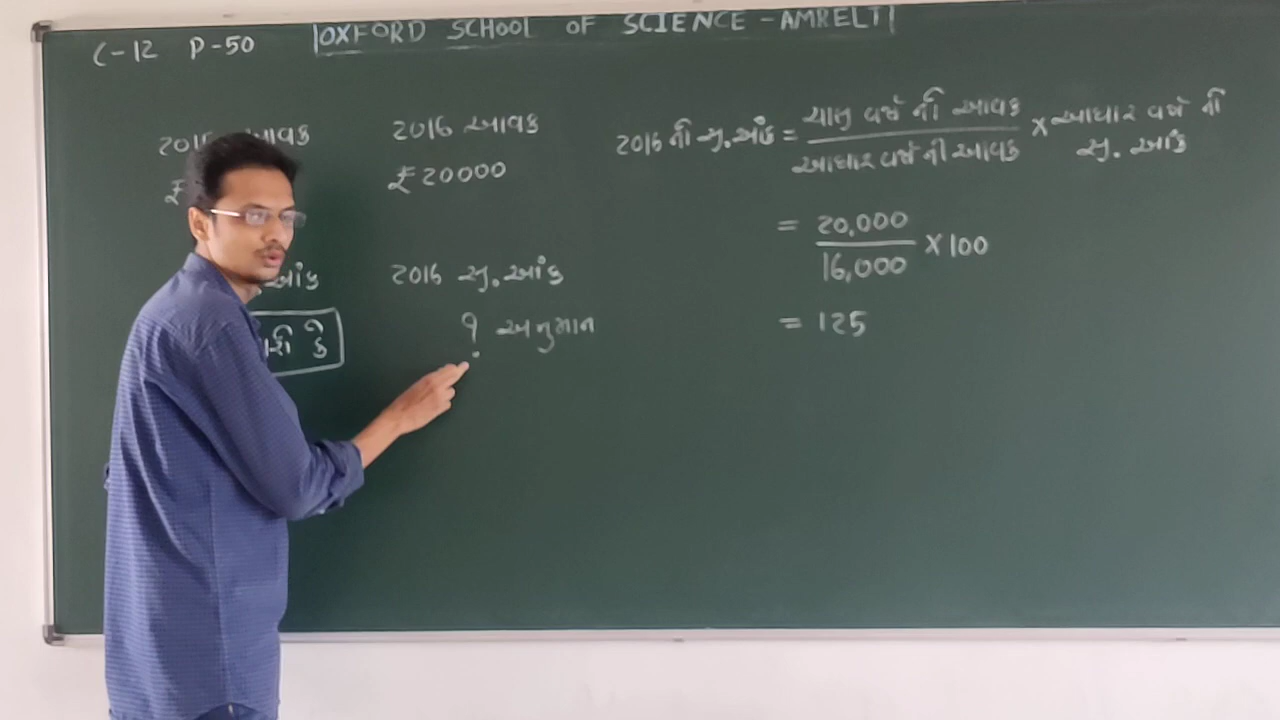 C-12 P-50 OXFORD SCHOOL OF SCIENCE - AMRELI
આવક
₹
આંક
કે
2016 આવક
₹ 20000
2016 સુ. આંક
? અનુમાન
2016 ની સુ. આંક = ચાલુ વર્ષ ની આવક / આધાર વર્ષ ની આવક × આધાર વર્ષ ની સુ. આંક
= 20,000 / 16,000 × 100
= 125